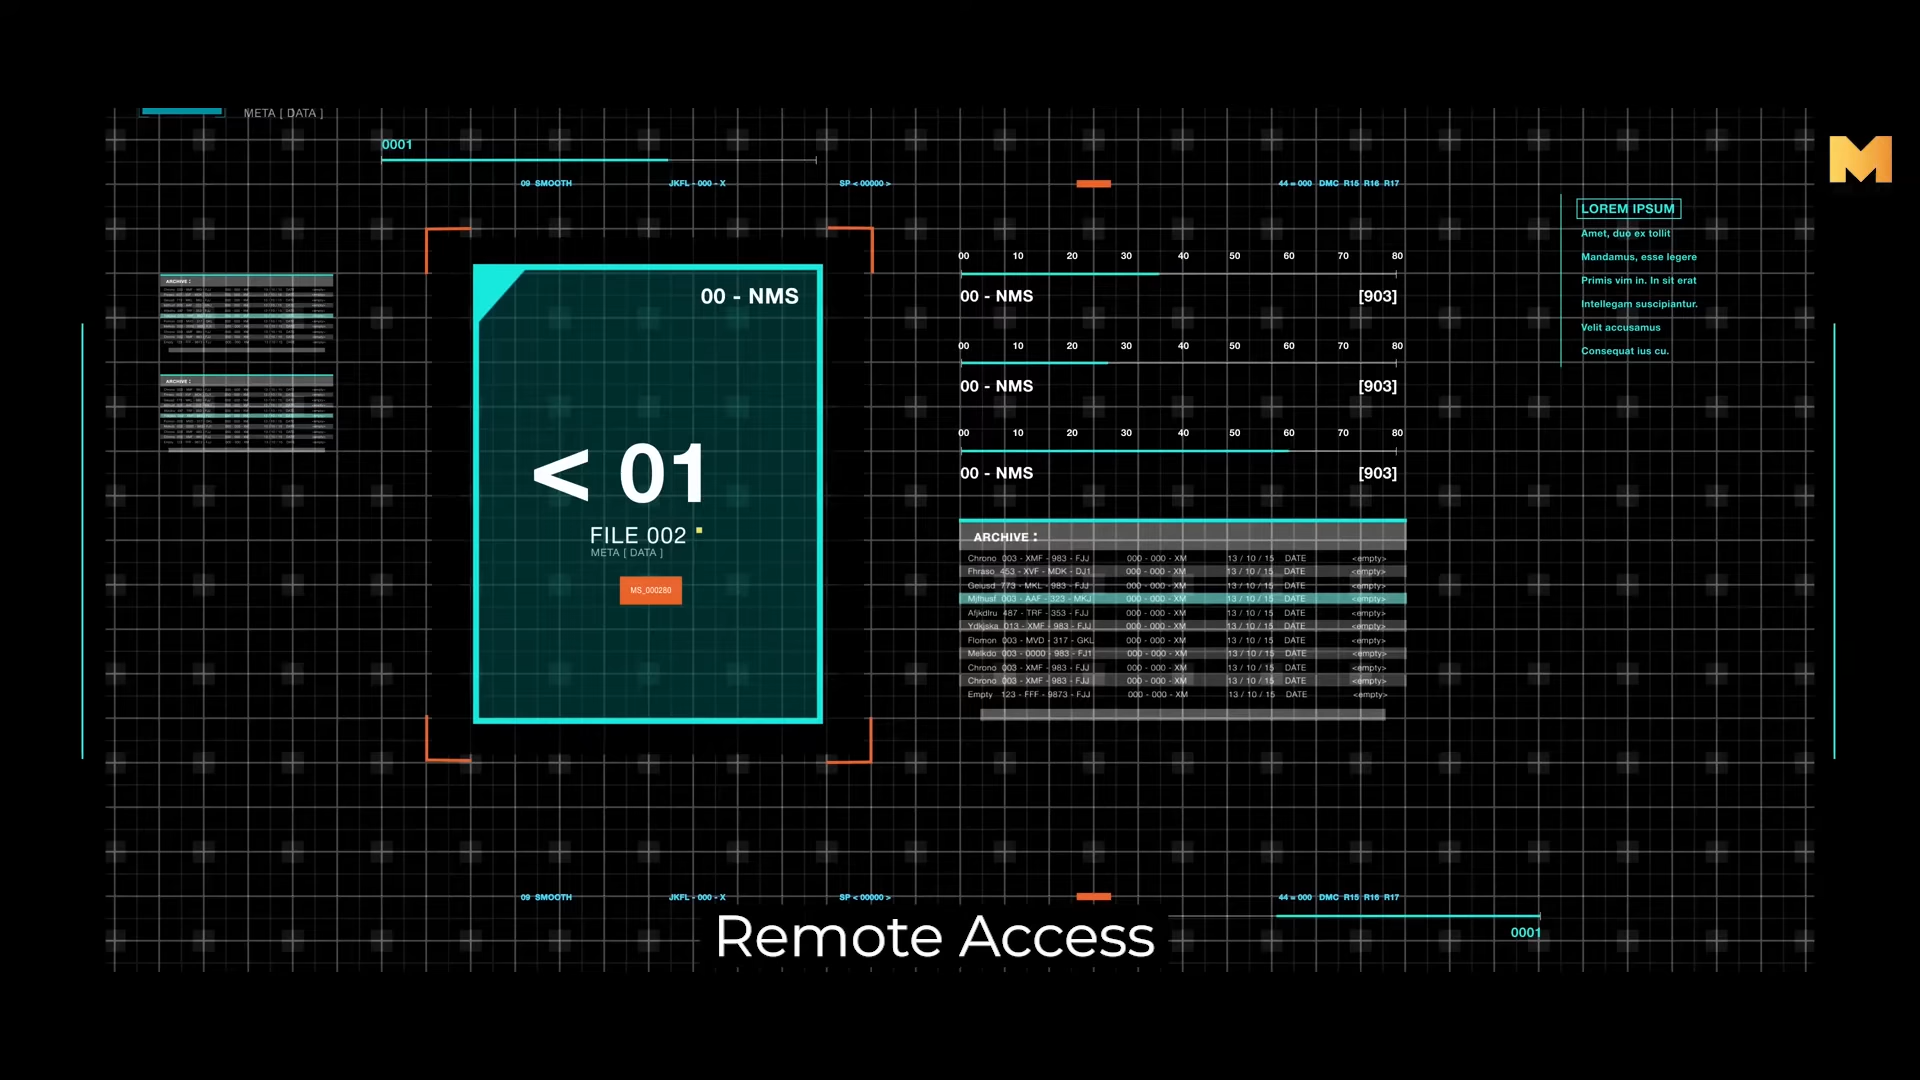 META [ DATA ]
0001
09 SMOOTH JKFL - 000 - X SP < 00000 > 44 = 000 DMC R15 R16 R17
M
LOREM IPSUM
Amet, duo ex tollit
Mandamus, esse legere
Primis vim in. In sit erat
Intellegam suscipiantur.
Velit accusamus
Consequat ius cu.
ARCHIVE :
ARCHIVE :
00 - NMS
< 01
FILE 002
META [ DATA ]
MS_000280
00 10 20 30 40 50 60 70 80
00 - NMS [903]
00 10 20 30 40 50 60 70 80
00 - NMS [903]
00 10 20 30 40 50 60 70 80
00 - NMS [903]
ARCHIVE :
Chrono 003 - XMF - 983 - FJJ 000 - 000 - XM 13 / 10 / 15 DATE <empty>
Fhraso 453 - XVF - MDK - DJ1 000 - 000 - XM 13 / 10 / 15 DATE <empty>
Geiusd 773 - MKL - 983 - FJJ 000 - 000 - XM 13 / 10 / 15 DATE <empty>
Mjfhusf 003 - AAF - 323 - MKJ 000 - 000 - XM 13 / 10 / 15 DATE <empty>
Afjkdlru 487 - TRF - 353 - FJJ 000 - 000 - XM 13 / 10 / 15 DATE <empty>
Ydkjska 013 - XMF - 983 - FJJ 000 - 000 - XM 13 / 10 / 15 DATE <empty>
Flomon 003 - MVD - 317 - GKL 000 - 000 - XM 13 / 10 / 15 DATE <empty>
Melkdo 003 - 0000 - 983 - FJ1 000 - 000 - XM 13 / 10 / 15 DATE <empty>
Chrono 003 - XMF - 983 - FJJ 000 - 000 - XM 13 / 10 / 15 DATE <empty>
Chrono 003 - XMF - 983 - FJJ 000 - 000 - XM 13 / 10 / 15 DATE <empty>
Empty 123 - FFF - 9873 - FJJ 000 - 000 - XM 13 / 10 / 15 DATE <empty>
09 SMOOTH JKFL - 000 - X SP < 00000 > 44 = 000 DMC R15 R16 R17
Remote Access
0001